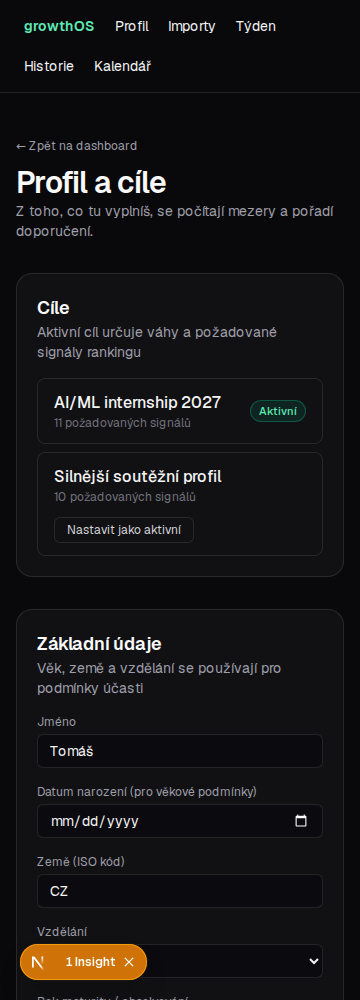 growthOS Profil Importy Týden
Historie Kalendář
← Zpět na dashboard
Profil a cíle
Z toho, co tu vyplníš, se počítají mezery a pořadí
doporučení.
Cíle
Aktivní cíl určuje váhy a požadované
signály rankingu
AI/ML internship 2027
Aktivní
11 požadovaných signálů
Silnější soutěžní profil
10 požadovaných signálů
Nastavit jako aktivní
Základní údaje
Věk, země a vzdělání se používají pro
podmínky účasti
Jméno
Tomáš
Datum narození (pro věkové podmínky)
mm/dd/yyyy
Země (ISO kód)
CZ
Vzdělání
N 1 Insight ×
Rok maturity / absolvování